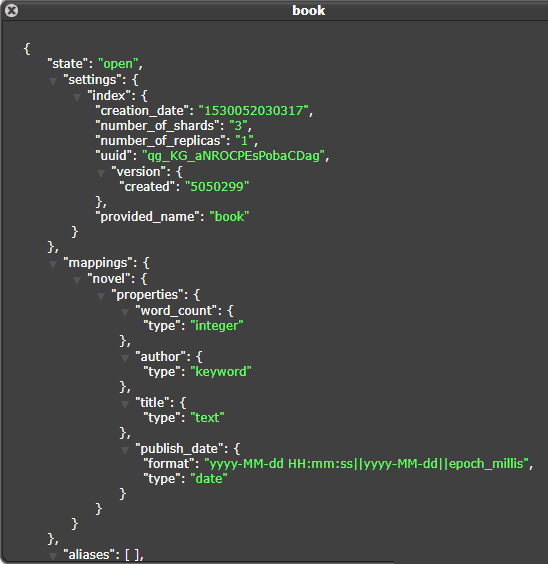 book
{
"state": "open",
"settings": {
"index": {
"creation_date": "1530052030317",
"number_of_shards": "3",
"number_of_replicas": "1",
"uuid": "qg_KG_aNROCPEsPobaCDag",
"version": {
"created": "5050299"
},
"provided_name": "book"
}
},
"mappings": {
"novel": {
"properties": {
"word_count": {
"type": "integer"
},
"author": {
"type": "keyword"
},
"title": {
"type": "text"
},
"publish_date": {
"format": "yyyy-MM-dd HH:mm:ss||yyyy-MM-dd||epoch_millis",
"type": "date"
}
}
}
},
"aliases": [ ],